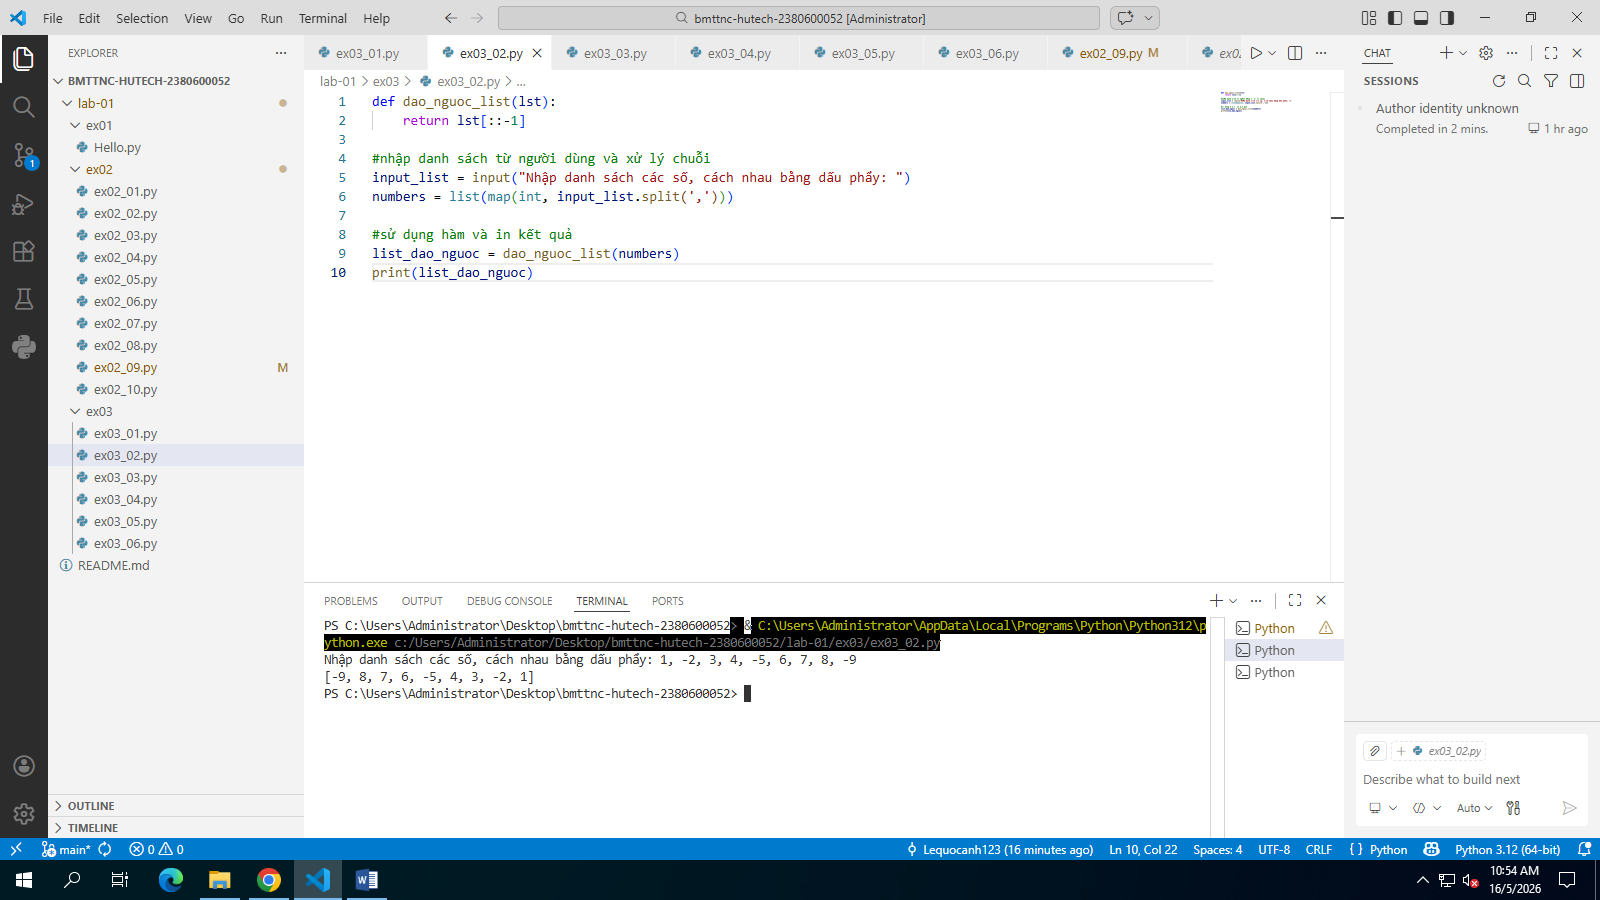 File Edit Selection View Go Run Terminal Help
bmttnc-hutech-2380600052 [Administrator]
EXPLORER
BMTTNC-HUTECH-2380600052
lab-01
ex01
Hello.py
ex02
ex02_01.py
ex02_02.py
ex02_03.py
ex02_04.py
ex02_05.py
ex02_06.py
ex02_07.py
ex02_08.py
ex02_09.py M
ex02_10.py
ex03
ex03_01.py
ex03_02.py
ex03_03.py
ex03_04.py
ex03_05.py
ex03_06.py
README.md
OUTLINE
TIMELINE
1
ex03_01.py ex03_02.py ex03_03.py ex03_04.py ex03_05.py ex03_06.py ex02_09.py M
lab-01 > ex03 > ex03_02.py > ...
1 def dao_nguoc_list(lst):
2 return lst[::-1]
3
4 #nhập danh sách từ người dùng và xử lý chuỗi
5 input_list = input("Nhập danh sách các số, cách nhau bằng dấu phẩy: ")
6 numbers = list(map(int, input_list.split(',')))
7
8 #sử dụng hàm và in kết quả
9 list_dao_nguoc = dao_nguoc_list(numbers)
10 print(list_dao_nguoc)
PROBLEMS OUTPUT DEBUG CONSOLE TERMINAL PORTS
PS C:\Users\Administrator\Desktop\bmttnc-hutech-2380600052> & C:\Users\Administrator\AppData\Local\Programs\Python\Python312\p
ython.exe c:/Users/Administrator/Desktop/bmttnc-hutech-2380600052/lab-01/ex03/ex03_02.py
Nhập danh sách các số, cách nhau bằng dấu phẩy: 1, -2, 3, 4, -5, 6, 7, 8, -9
[-9, 8, 7, 6, -5, 4, 3, -2, 1]
PS C:\Users\Administrator\Desktop\bmttnc-hutech-2380600052>
Python
Python
Python
CHAT
SESSIONS
Author identity unknown
Completed in 2 mins. 1 hr ago
ex03_02.py
Describe what to build next
Auto
main* 0 0 Lequocanh123 (16 minutes ago) Ln 10, Col 22 Spaces: 4 UTF-8 CRLF { } Python Python 3.12 (64-bit)
10:54 AM
16/5/2026